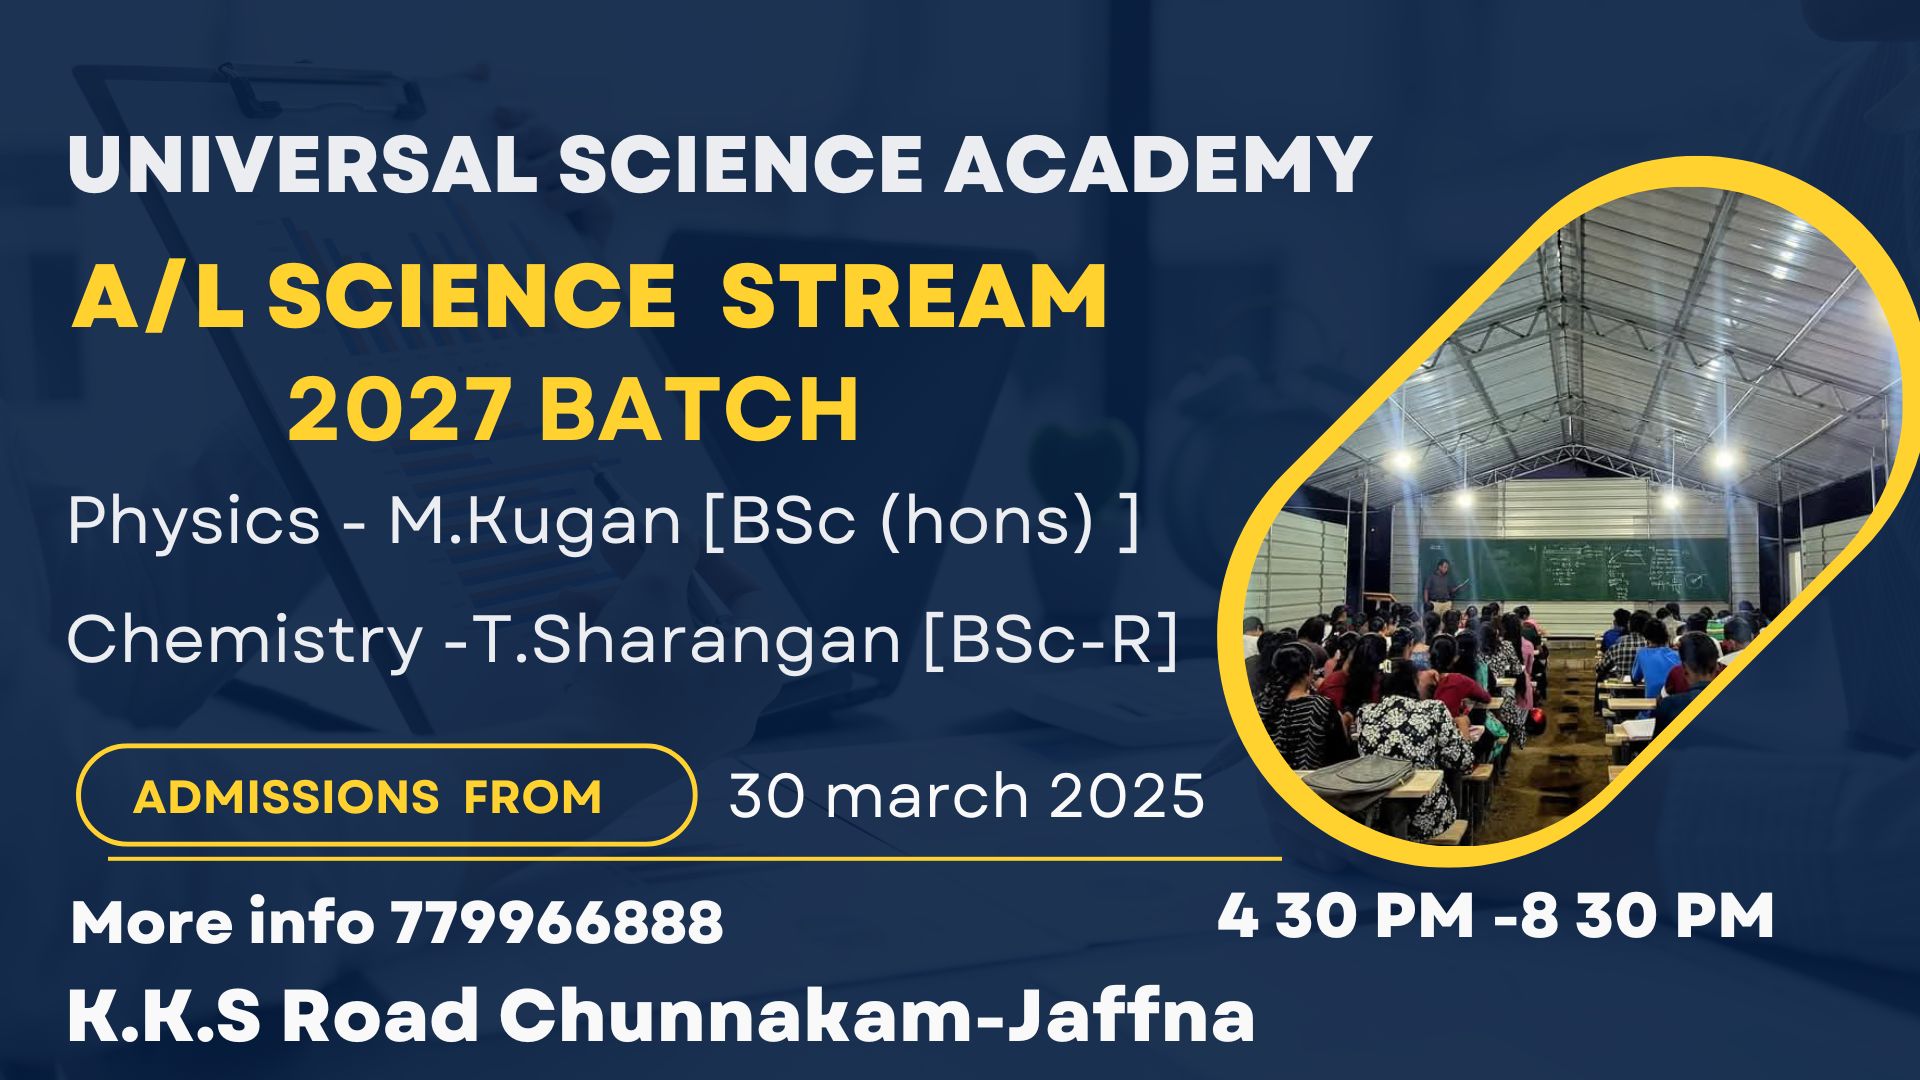 UNIVERSAL SCIENCE ACADEMY
A/L SCIENCE STREAM
2027 BATCH
Physics - M.Kugan [BSc (hons) ]
Chemistry -T.Sharangan [BSc-R]
ADMISSIONS FROM
30 march 2025
More info 779966888
4 30 PM -8 30 PM
K.K.S Road Chunnakam-Jaffna